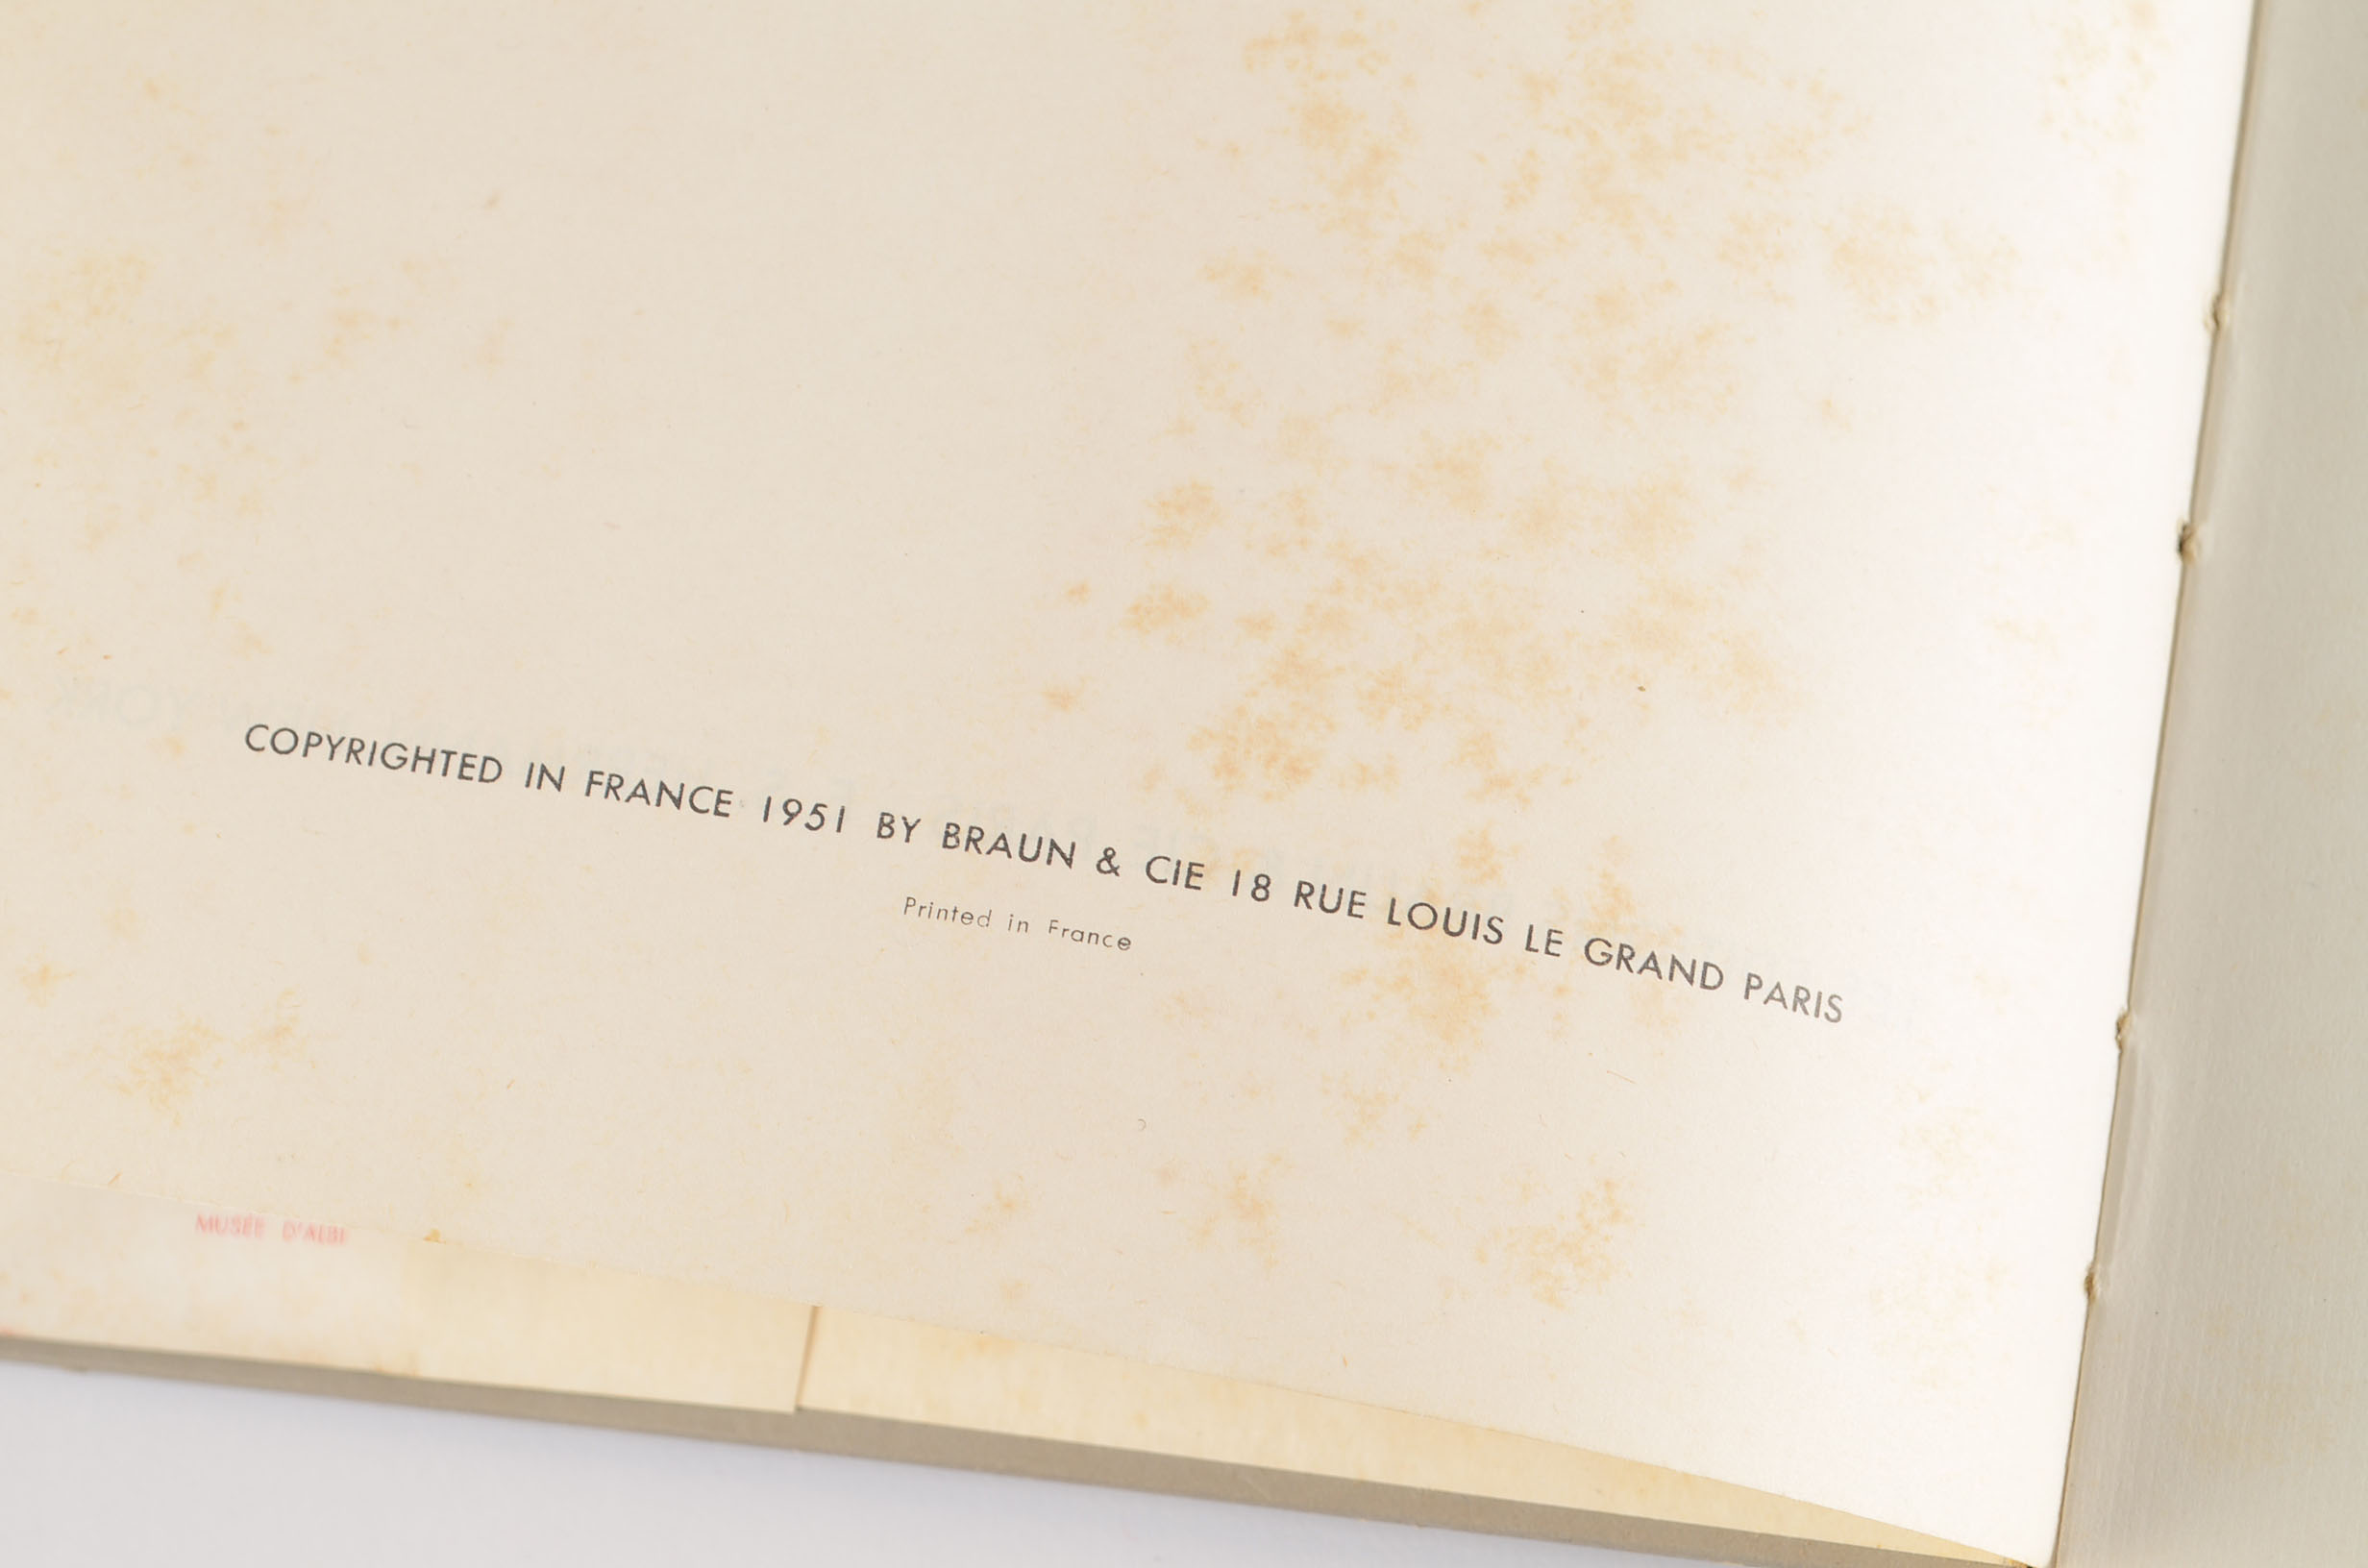 COPYRIGHTED IN FRANCE 1951 BY BRAUN & CIE 18 RUE LOUIS LE GRAND PARIS
Printed in France
MUSÉE D'ALBI